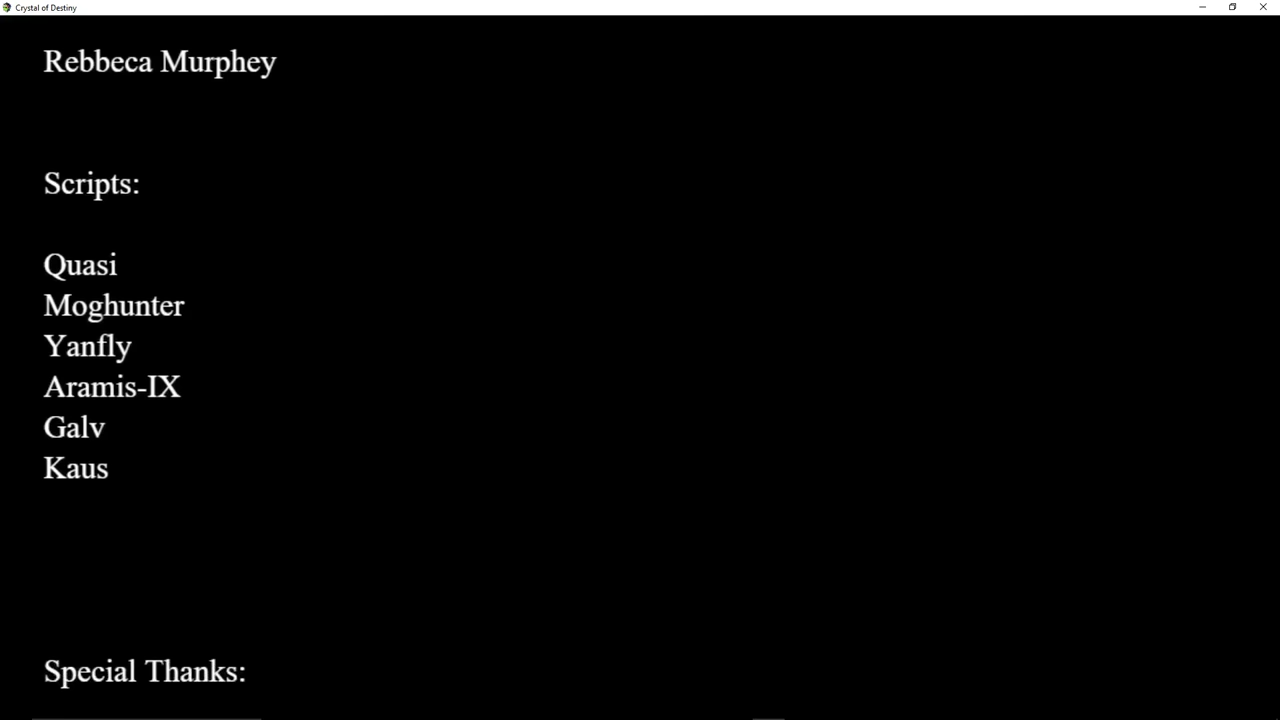 Crystal of Destiny
Rebbeca Murphey
Scripts:
Quasi
Moghunter
Yanfly
Aramis-IX
Galv
Kaus
Special Thanks: